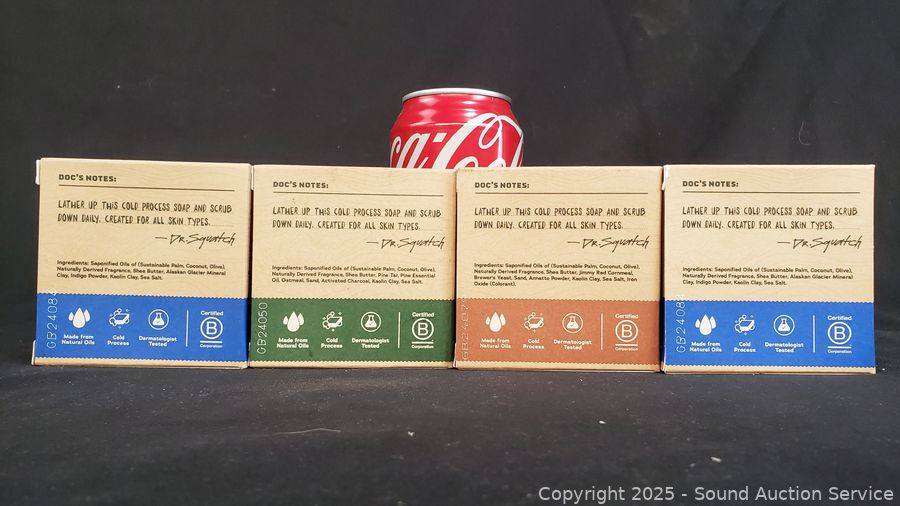 Coca-Cola
DOC'S NOTES:
LATHER UP THIS COLD PROCESS SOAP AND SCRUB
DOWN DAILY. CREATED FOR ALL SKIN TYPES.
—Dr. Squatch
Ingredients: Saponified Oils of (Sustainable Palm, Coconut, Olive),
Naturally Derived Fragrance, Shea Butter, Alaskan Glacier Mineral
Clay, Indigo Powder, Kaolin Clay, Sea Salt.
GB24084
Made from
Natural Oils
Cold
Process
Dermatologist
Tested
Certified
B
Corporation
DOC'S NOTES:
LATHER UP THIS COLD PROCESS SOAP AND SCRUB
DOWN DAILY. CREATED FOR ALL SKIN TYPES.
—Dr. Squatch
Ingredients: Saponified Oils of (Sustainable Palm, Coconut, Olive),
Naturally Derived Fragrance, Shea Butter, Pine Tar, Pine Essential
Oil, Oatmeal, Sand, Activated Charcoal, Kaolin Clay, Sea Salt.
GB24050
Made from
Natural Oils
Cold
Process
Dermatologist
Tested
Certified
B
Corporation
DOC'S NOTES:
LATHER UP THIS COLD PROCESS SOAP AND SCRUB
DOWN DAILY. CREATED FOR ALL SKIN TYPES.
—Dr. Squatch
Ingredients: Saponified Oils of (Sustainable Palm, Coconut, Olive),
Naturally Derived Fragrance, Shea Butter, Jimmy Red Cornmeal,
Brewer's Yeast, Sand, Annatto Powder, Kaolin Clay, Sea Salt, Iron
Oxide (Colorant).
Made from
Natural Oils
Cold
Process
Dermatologist
Tested
Certified
B
Corporation
DOC'S NOTES:
LATHER UP THIS COLD PROCESS SOAP AND SCRUB
DOWN DAILY. CREATED FOR ALL SKIN TYPES.
—Dr. Squatch
Ingredients: Saponified Oils of (Sustainable Palm, Coconut, Olive),
Naturally Derived Fragrance, Shea Butter, Alaskan Glacier Mineral
Clay, Indigo Powder, Kaolin Clay, Sea Salt.
GB2408
Made from
Natural Oils
Cold
Process
Dermatologist
Tested
Certified
B
Corporation
Copyright 2025 - Sound Auction Service